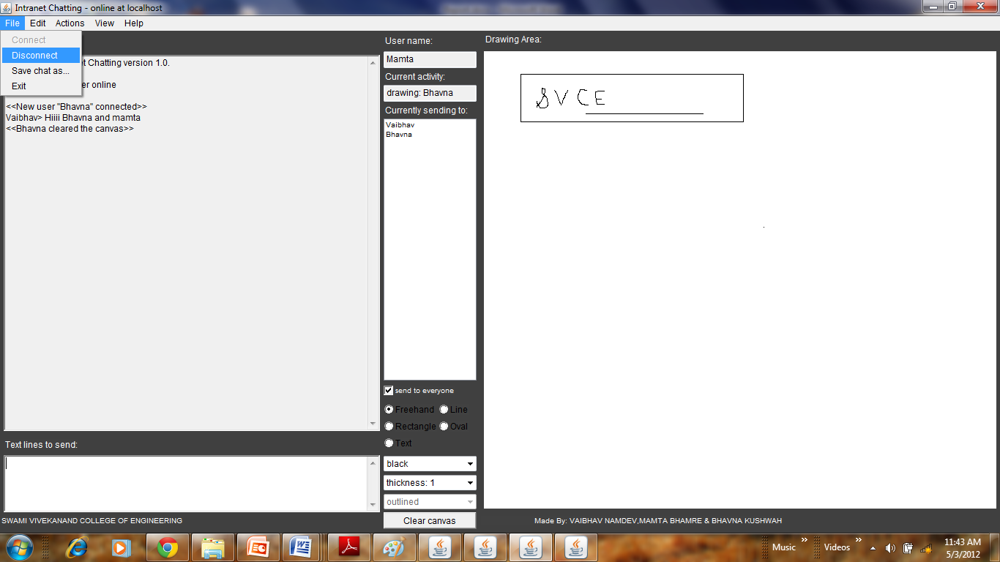 Intranet Chatting - online at localhost
File Edit Actions View Help
Connect
Disconnect
Save chat as...
Exit
Chatting version 1.0.
online
<<New user "Bhavna" connected>>
Vaibhav> Hiiii Bhavna and mamta
<<Bhavna cleared the canvas>>
Text lines to send:
User name:
Mamta
Current activity:
drawing: Bhavna
Currently sending to:
Vaibhav
Bhavna
send to everyone
Freehand Line
Rectangle Oval
Text
black
thickness: 1
outlined
Clear canvas
Drawing Area:
SVCE
SWAMI VIVEKANAND COLLEGE OF ENGINEERING
Made By: VAIBHAV NAMDEV,MAMTA BHAMRE & BHAVNA KUSHWAH
Music Videos
11:43 AM
5/3/2012